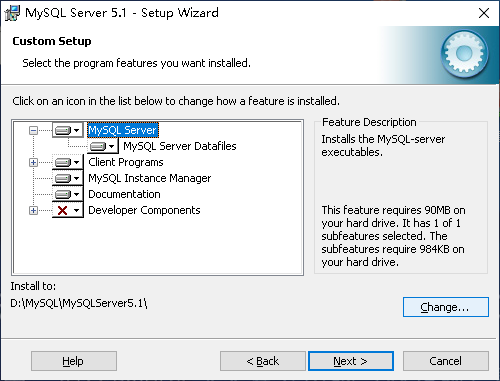 MySQL Server 5.1 - Setup Wizard
Custom Setup
Select the program features you want installed.
Click on an icon in the list below to change how a feature is installed.
MySQL Server
MySQL Server Datafiles
Client Programs
MySQL Instance Manager
Documentation
Developer Components
Feature Description
Installs the MySQL-server
executables.
This feature requires 90MB on
your hard drive. It has 1 of 1
subfeatures selected. The
subfeatures require 984KB on
your hard drive.
Install to:
D:\MySQL\MySQLServer5.1\
Change...
Help
< Back
Next >
Cancel